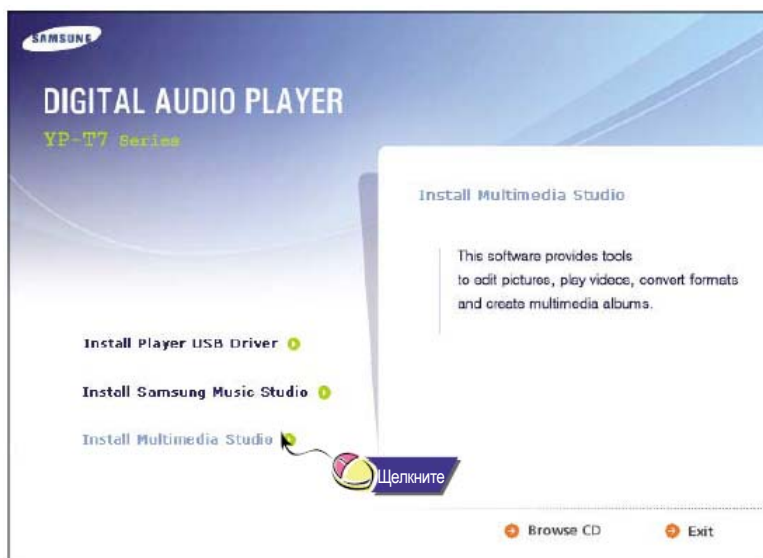 SAMSUNG
DIGITAL AUDIO PLAYER
YP-T7 Series
Install Multimedia Studio
This software provides tools
to edit pictures, play videos, convert formats
and create multimedia albums.
Install Player USB Driver
Install Samsung Music Studio
Install Multimedia Studio
Щелкните
Browse CD
Exit